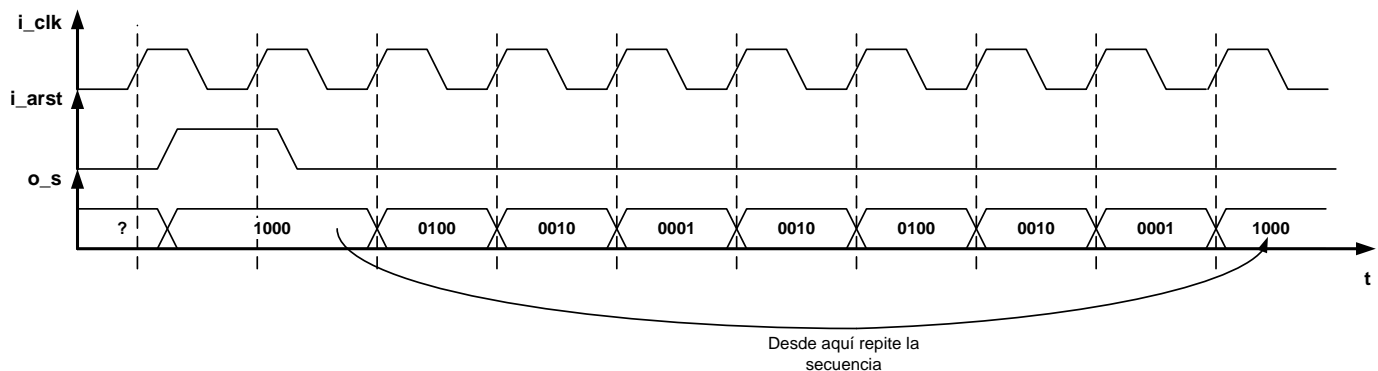 i_clk
i_arst
o_s
? 1000 0100 0010 0001 0010 0100 0010 0001 1000
t
Desde aquí repite la
secuencia